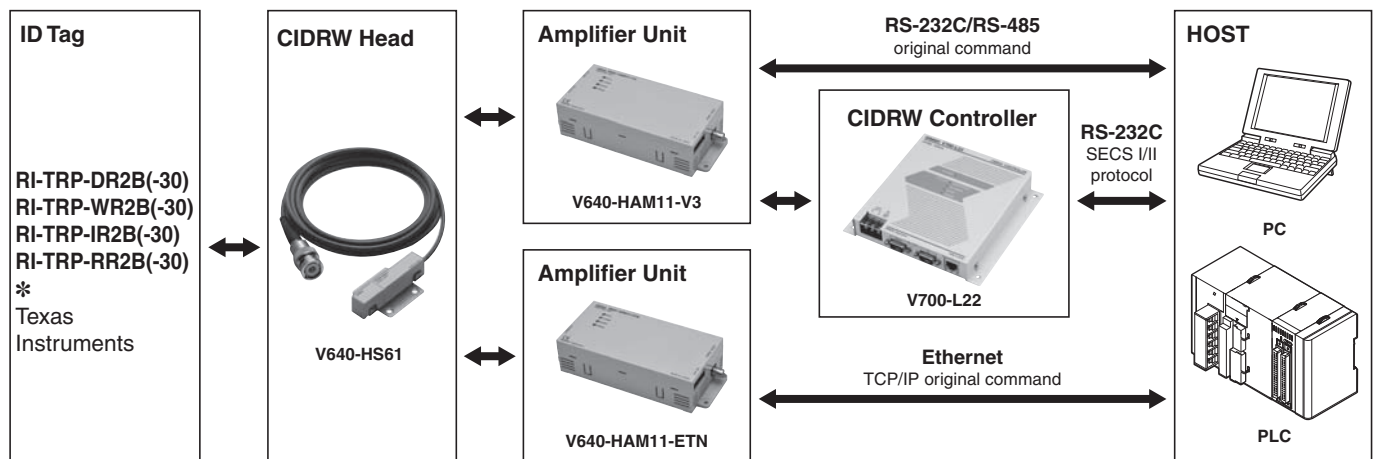 ID Tag
RI-TRP-DR2B(-30)
RI-TRP-WR2B(-30)
RI-TRP-IR2B(-30)
RI-TRP-RR2B(-30)
*
Texas
Instruments
CIDRW Head
V640-HS61
Amplifier Unit
V640-HAM11-V3
Amplifier Unit
V640-HAM11-ETN
RS-232C/RS-485
original command
CIDRW Controller
V700-L22
RS-232C
SECS I/II
protocol
Ethernet
TCP/IP original command
HOST
PC
PLC